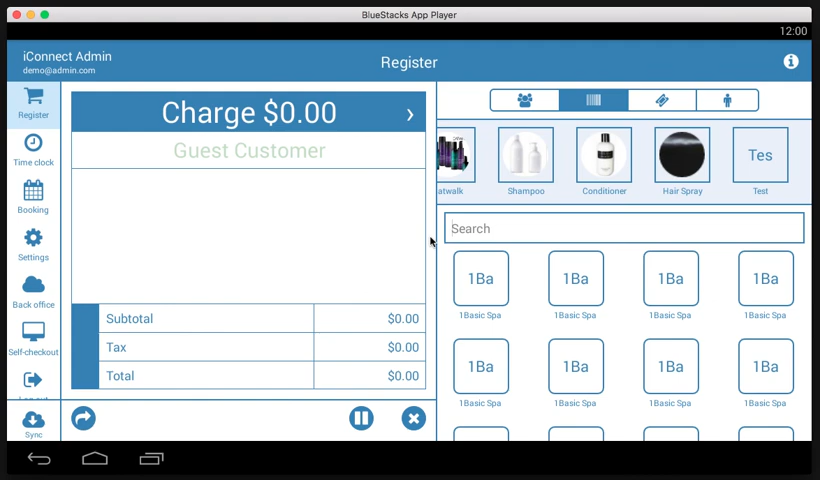 BlueStacks App Player
12:00
iConnect Admin
demo@admin.com
Register
Register
Time clock
Booking
Settings
Back office
Self-checkout
Sync
Charge $0.00
Guest Customer
Subtotal $0.00
Tax $0.00
Total $0.00
atwalk Shampoo Conditioner Hair Spray Tes Test
Search
1Ba 1Ba 1Ba 1Ba
1Basic Spa 1Basic Spa 1Basic Spa 1Basic Spa
1Ba 1Ba 1Ba 1Ba
1Basic Spa 1Basic Spa 1Basic Spa 1Basic Spa